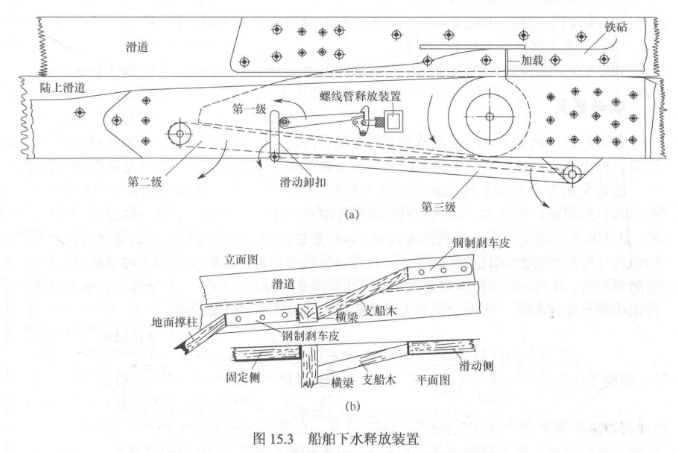 滑道
铁砧
加载
陆上滑道
第一级
螺线管释放装置
第二级
滑动卸扣
第三级
(a)
立面图
钢制刹车皮
滑道
地面撑柱
横梁
支船木
钢制刹车皮
固定侧
横梁
支船木
平面图
滑动侧
(b)
图 15.3 船舶下水释放装置